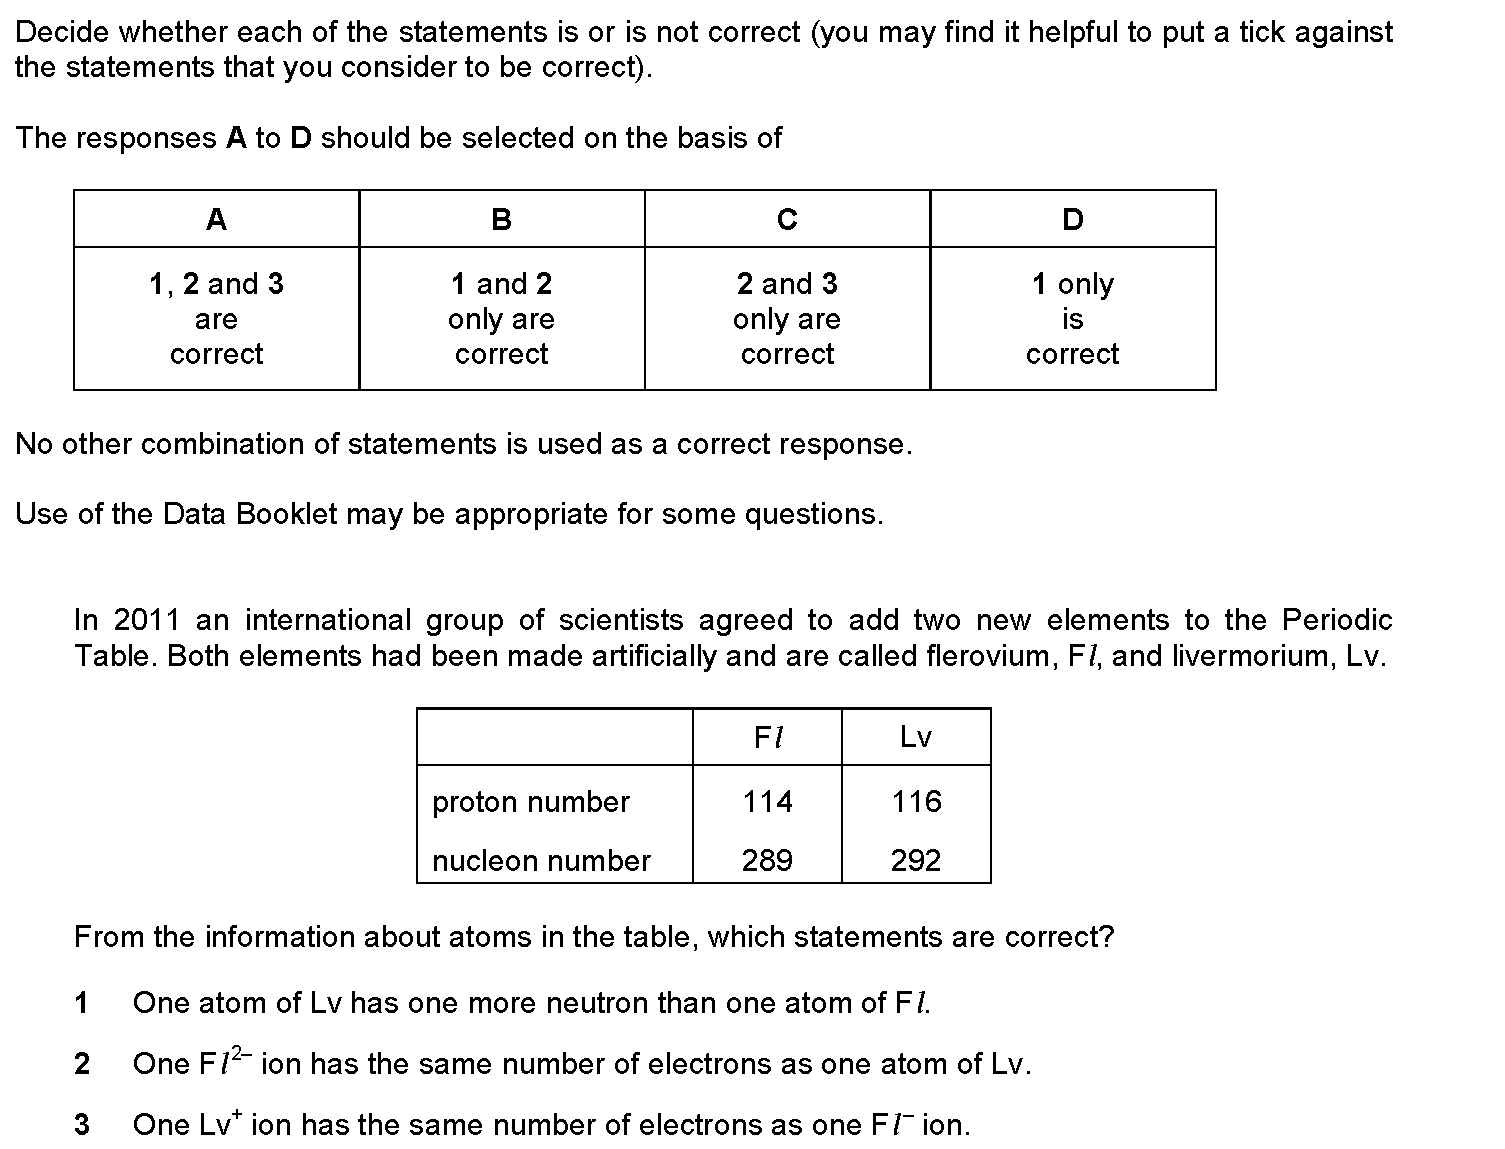 Decide whether each of the statements is or is not correct (you may find it helpful to put a tick against
the statements that you consider to be correct).
The responses A to D should be selected on the basis of
A B C D
1, 2 and 3 1 and 2 2 and 3 1 only
are only are only are is
correct correct correct correct
No other combination of statements is used as a correct response.
Use of the Data Booklet may be appropriate for some questions.
In 2011 an international group of scientists agreed to add two new elements to the Periodic
Table. Both elements had been made artificially and are called flerovium, Fl, and livermorium, Lv.
Fl Lv
proton number 114 116
nucleon number 289 292
From the information about atoms in the table, which statements are correct?
1 One atom of Lv has one more neutron than one atom of Fl.
2 One Fl²⁻ ion has the same number of electrons as one atom of Lv.
3 One Lv⁺ ion has the same number of electrons as one Fl⁻ ion.